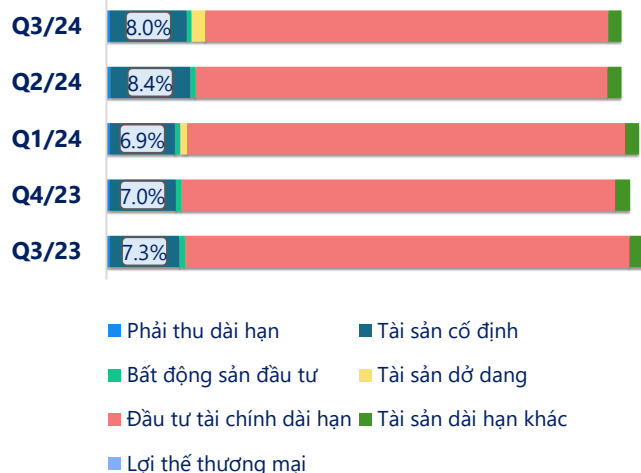 Q3/24 8.0%
Q2/24 8.4%
Q1/24 6.9%
Q4/23 7.0%
Q3/23 7.3%
Phải thu dài hạn Tài sản cố định
Bất động sản đầu tư Tài sản dở dang
Đầu tư tài chính dài hạn Tài sản dài hạn khác
Lợi thế thương mại